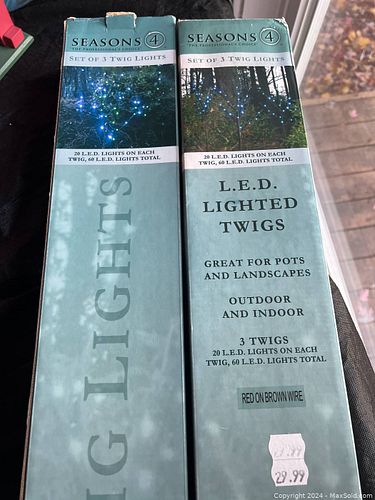 SEASONS 4
THE PROFESSIONAL'S CHOICE
SET OF 3 TWIG LIGHTS
20 L.E.D. LIGHTS ON EACH
TWIG, 60 L.E.D. LIGHTS TOTAL
G LIGHTS
SEASONS 4
THE PROFESSIONAL'S CHOICE
SET OF 3 TWIG LIGHTS
20 L.E.D. LIGHTS ON EACH
TWIG, 60 L.E.D. LIGHTS TOTAL
L.E.D.
LIGHTED
TWIGS
GREAT FOR POTS
AND LANDSCAPES
OUTDOOR
AND INDOOR
3 TWIGS
20 L.E.D. LIGHTS ON EACH
TWIG, 60 L.E.D. LIGHTS TOTAL
RED ON BROWN WIRE
29.99
Copyright © 2024 - MaxSold.com